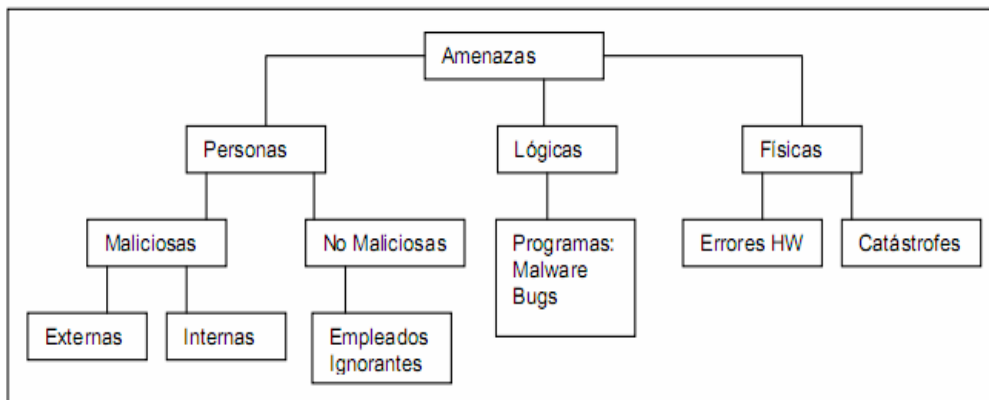 Amenazas
Personas
Lógicas
Físicas
Maliciosas
No Maliciosas
Programas:
Malware
Bugs
Errores HW
Catástrofes
Externas
Internas
Empleados
Ignorantes